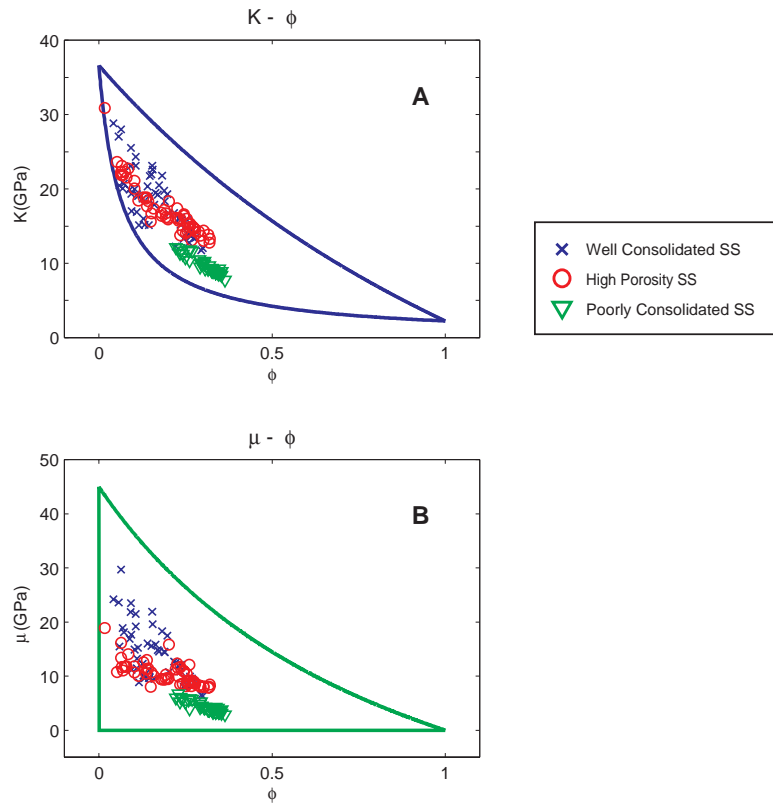 K - ϕ
40
30
20
10
0
K(GPa)
A
0
0.5
1
ϕ
Well Consolidated SS
High Porosity SS
Poorly Consolidated SS
μ - ϕ
50
40
30
20
10
0
μ(GPa)
B
0
0.5
1
ϕ